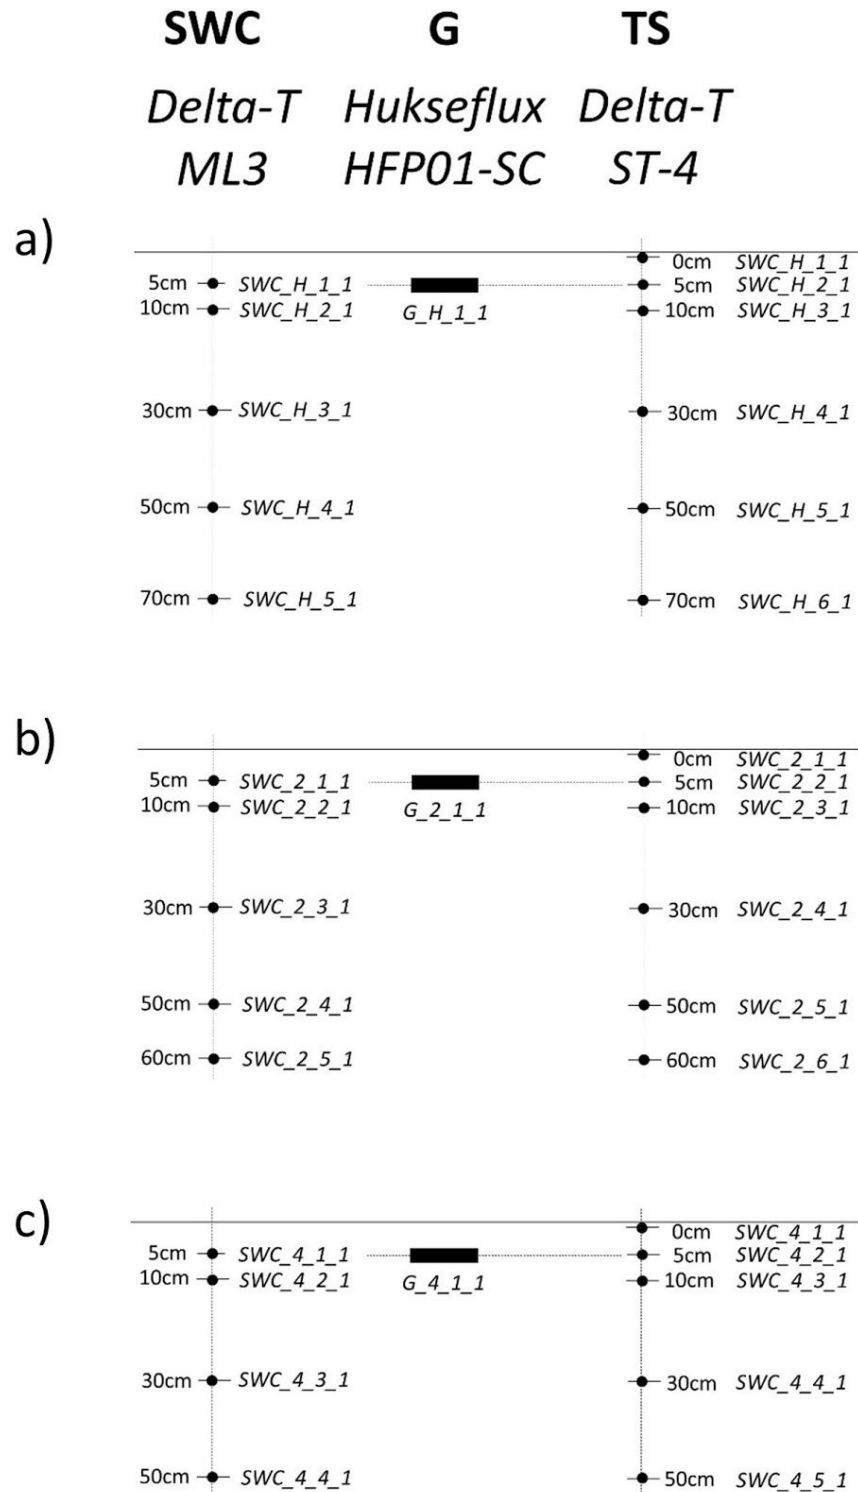 SWC G TS
Delta-T Hukseflux Delta-T
ML3 HFP01-SC ST-4
a)
0cm SWC_H_1_1
5cm SWC_H_1_1 5cm SWC_H_2_1
10cm SWC_H_2_1 G_H_1_1 10cm SWC_H_3_1
30cm SWC_H_3_1 30cm SWC_H_4_1
50cm SWC_H_4_1 50cm SWC_H_5_1
70cm SWC_H_5_1 70cm SWC_H_6_1
b)
0cm SWC_2_1_1
5cm SWC_2_1_1 5cm SWC_2_2_1
10cm SWC_2_2_1 G_2_1_1 10cm SWC_2_3_1
30cm SWC_2_3_1 30cm SWC_2_4_1
50cm SWC_2_4_1 50cm SWC_2_5_1
60cm SWC_2_5_1 60cm SWC_2_6_1
c)
0cm SWC_4_1_1
5cm SWC_4_1_1 5cm SWC_4_2_1
10cm SWC_4_2_1 G_4_1_1 10cm SWC_4_3_1
30cm SWC_4_3_1 30cm SWC_4_4_1
50cm SWC_4_4_1 50cm SWC_4_5_1